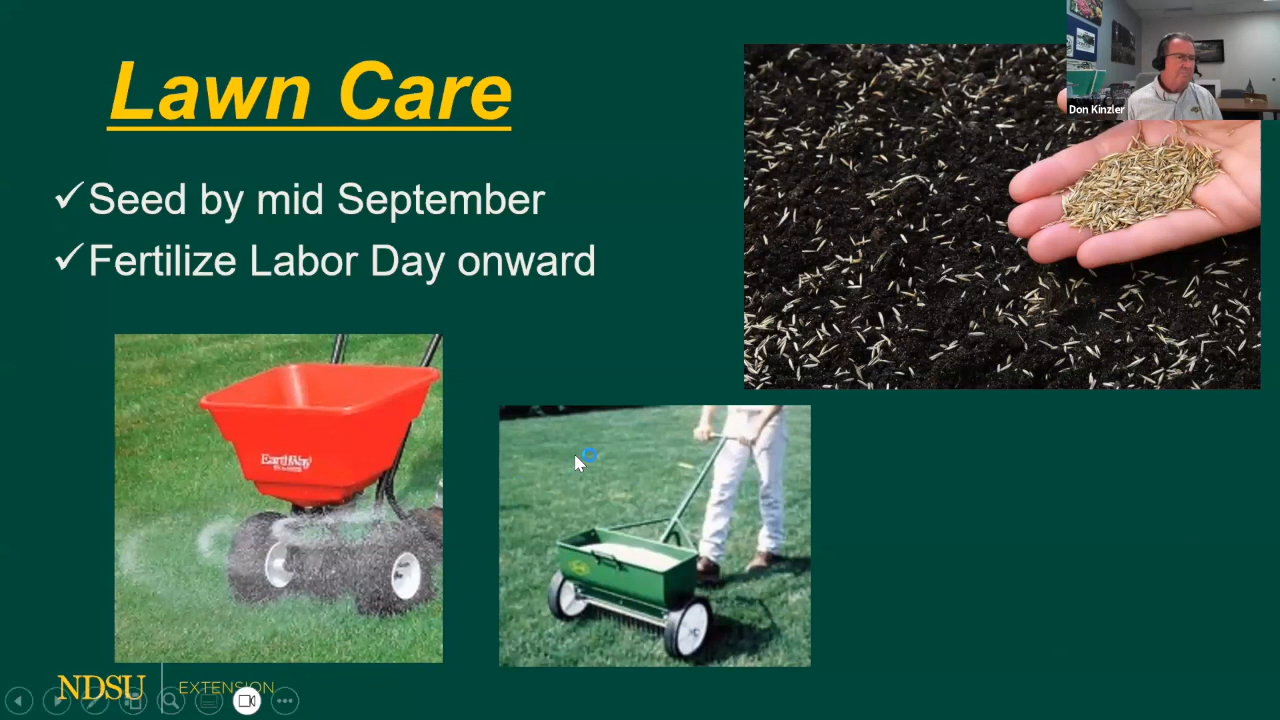 Lawn Care
Don Kinzler
✓Seed by mid September
✓Fertilize Labor Day onward
EarthWay
NDSU
EXTENSION